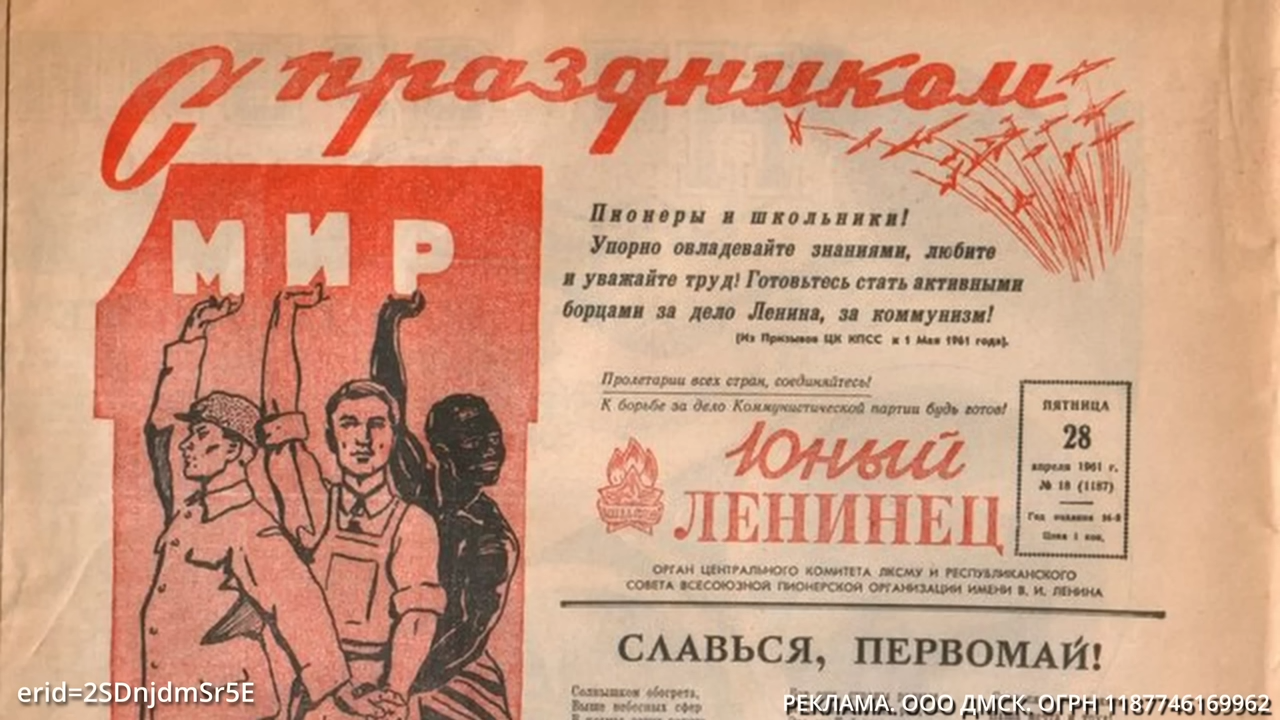 С праздником
МИР
Пионеры и школьники!
Упорно овладевайте знаниями, любите
и уважайте труд! Готовьтесь стать активными
борцами за дело Ленина, за коммунизм!
(Из Призывов ЦК КПСС к 1 Мая 1961 года).
Пролетарии всех стран, соединяйтесь!
К борьбе за дело Коммунистической партии будь готов!
Юный
ЛЕНИНЕЦ
ПЯТНИЦА
28
апреля 1961 г.
№ 18 (1187)
Год издания
Цена 1 коп.
ОРГАН ЦЕНТРАЛЬНОГО КОМИТЕТА ЛКСМУ И РЕСПУБЛИКАНСКОГО
СОВЕТА ВСЕСОЮЗНОЙ ПИОНЕРСКОЙ ОРГАНИЗАЦИИ ИМЕНИ В. И. ЛЕНИНА
СЛАВЬСЯ, ПЕРВОМАЙ!
Солнышком обогрета,
Выше небесных сфер
erid=2SDnjdmSr5E
РЕКЛАМА. ООО ДМСК. ОГРН 1187746169962